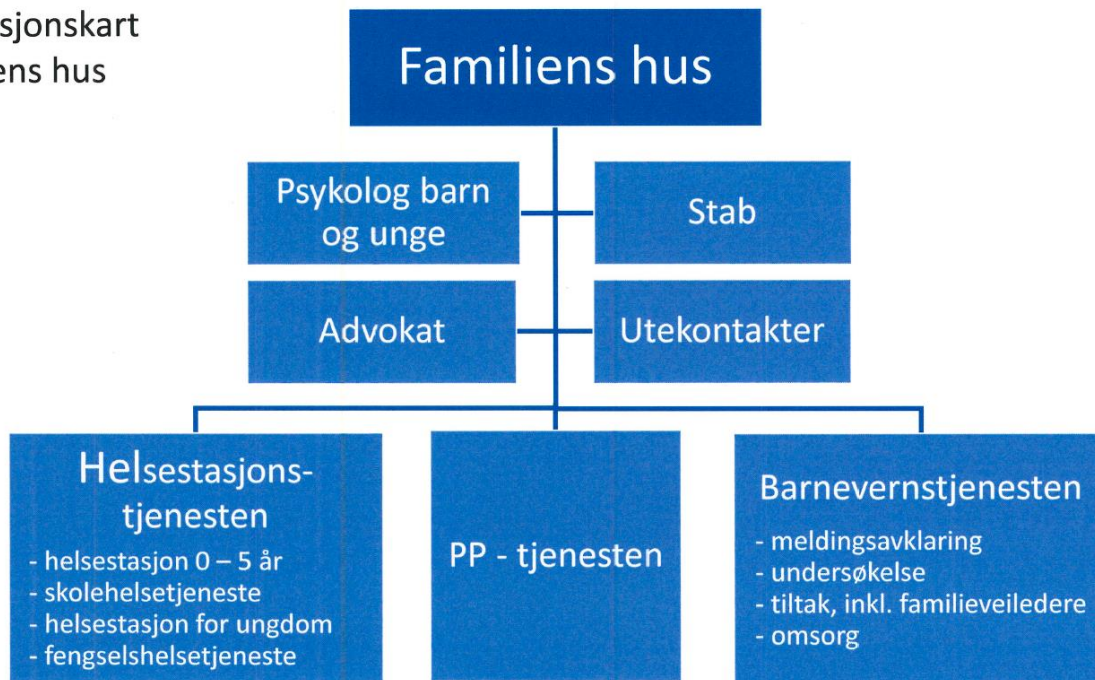 sjonskart
ens hus
Familiens hus
Psykolog barn
og unge
Stab
Advokat
Utekontakter
Helsestasjons-
tjenesten
- helsestasjon 0 – 5 år
- skolehelsetjeneste
- helsestasjon for ungdom
- fengselshelsetjeneste
PP - tjenesten
Barnevernstjenesten
- meldingsavklaring
- undersøkelse
- tiltak, inkl. familieveiledere
- omsorg